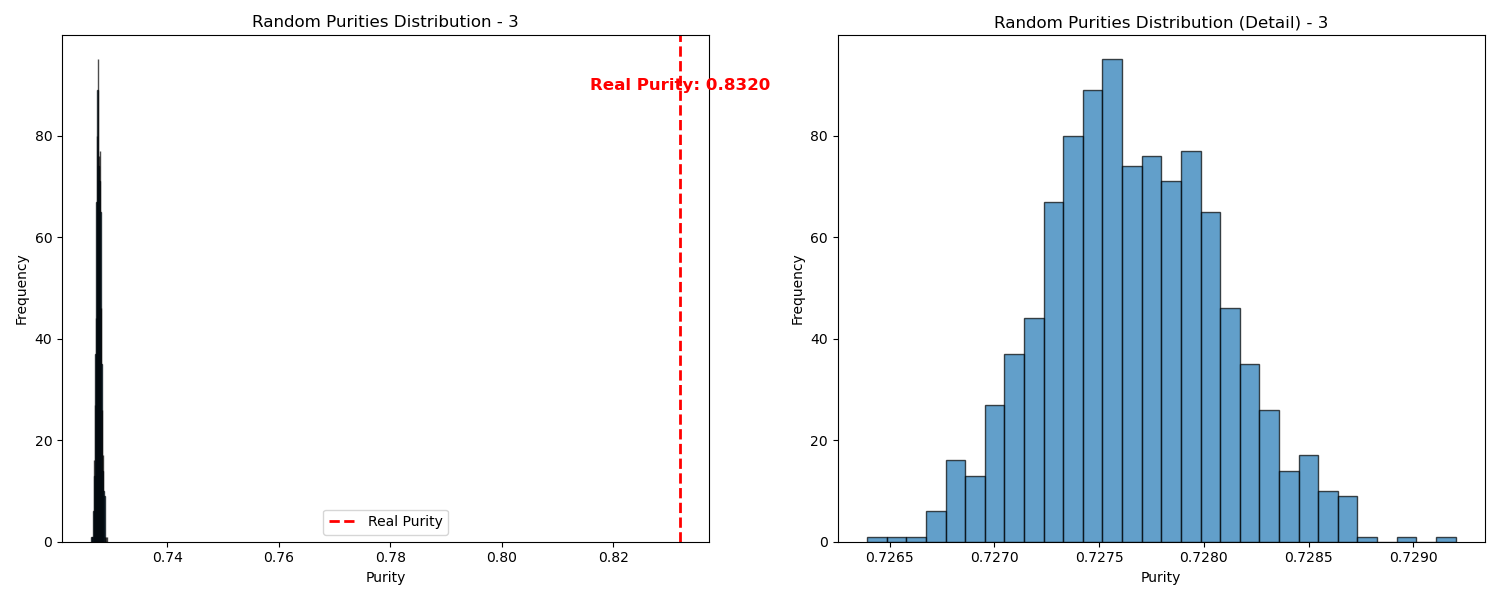 Random Purities Distribution - 3
Real Purity: 0.8320
80
60
40
20
0
Frequency
0.74 0.76 0.78 0.80 0.82
Purity
Real Purity
Random Purities Distribution (Detail) - 3
80
60
40
20
0
Frequency
0.7265 0.7270 0.7275 0.7280 0.7285 0.7290
Purity